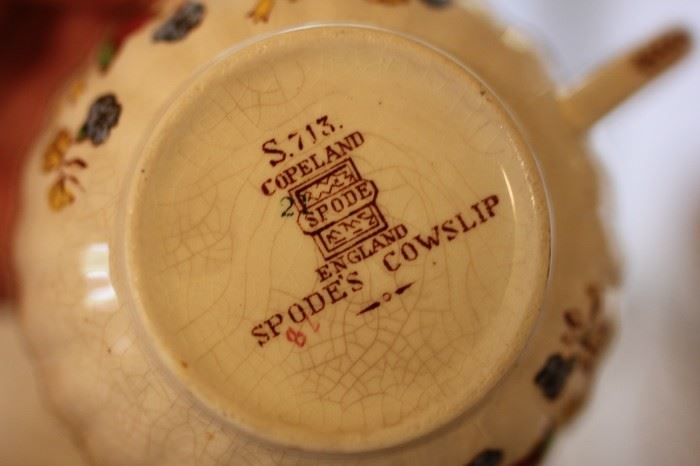 S.713.
COPELAND
SPODE
ENGLAND
SPODE'S COWSLIP